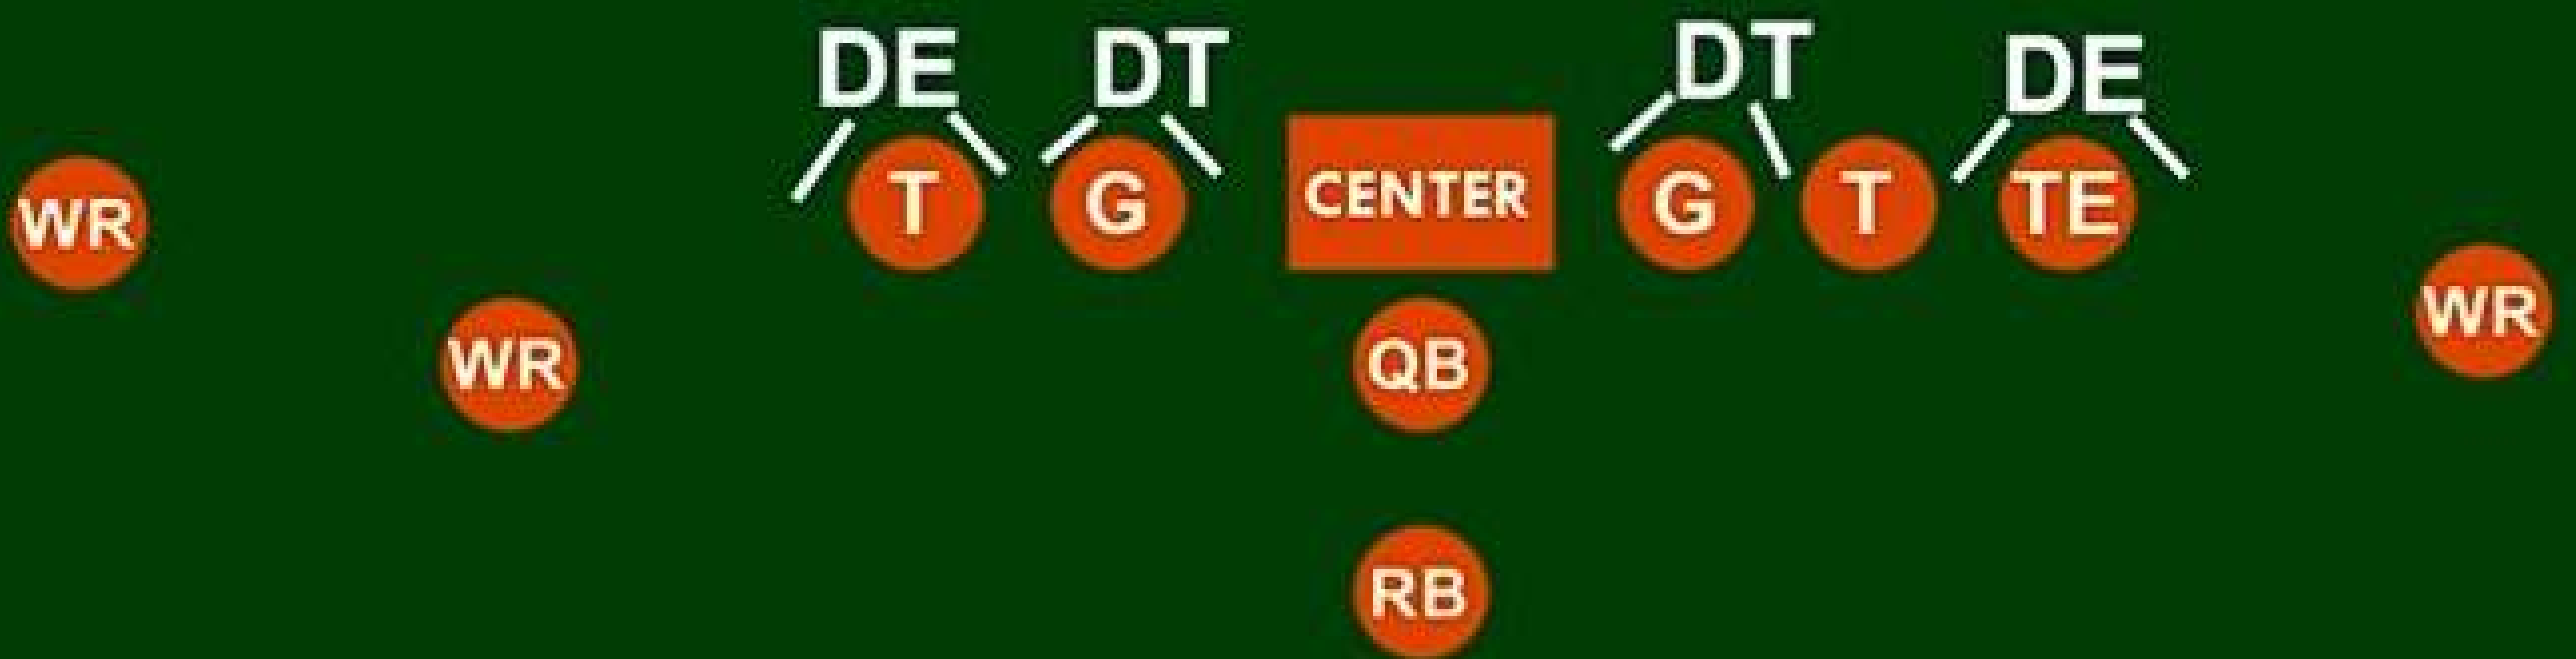 DE DT DT DE
WR T G CENTER G T TE WR
WR QB
RB